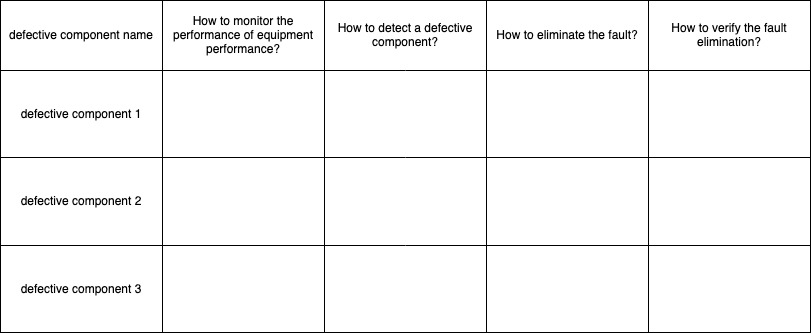 defective component name
How to monitor the
performance of equipment
performance?
How to detect a defective
component?
How to eliminate the fault?
How to verify the fault
elimination?
defective component 1
defective component 2
defective component 3